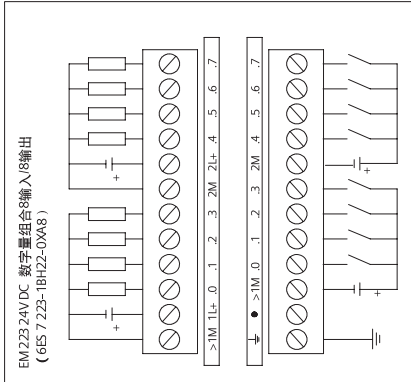 EM 223 24V DC 数字量组合8输入/8输出
( 6ES 7 223-1BH22-0XA8 )
+ +
>1M 1L+ .0 .1 .2 .3 2M 2L+ .4 .5 .6 .7
⏚ ● >1M .0 .1 .2 .3 2M .4 .5 .6 .7
+ +